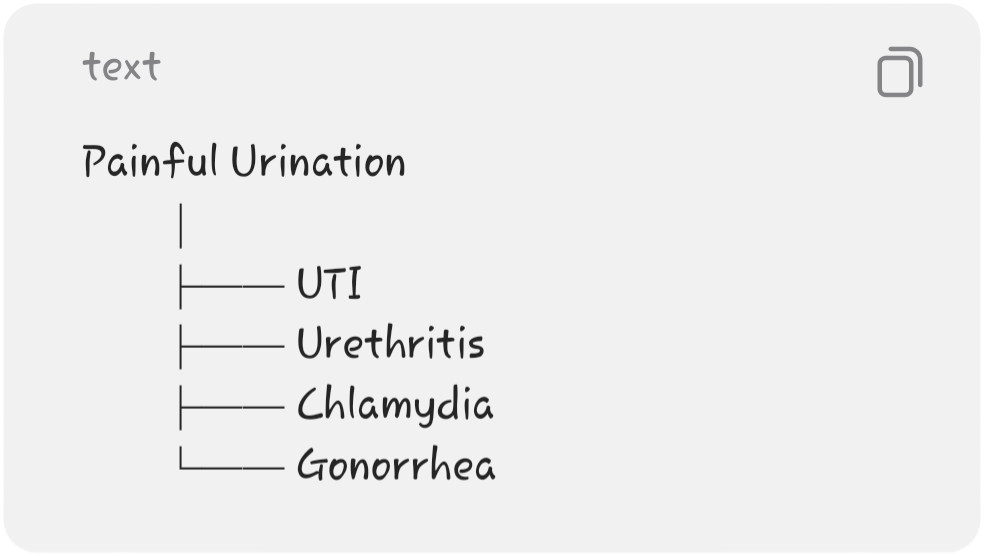 text
Painful Urination
│
├──── UTI
├──── Urethritis
├──── Chlamydia
└──── Gonorrhea